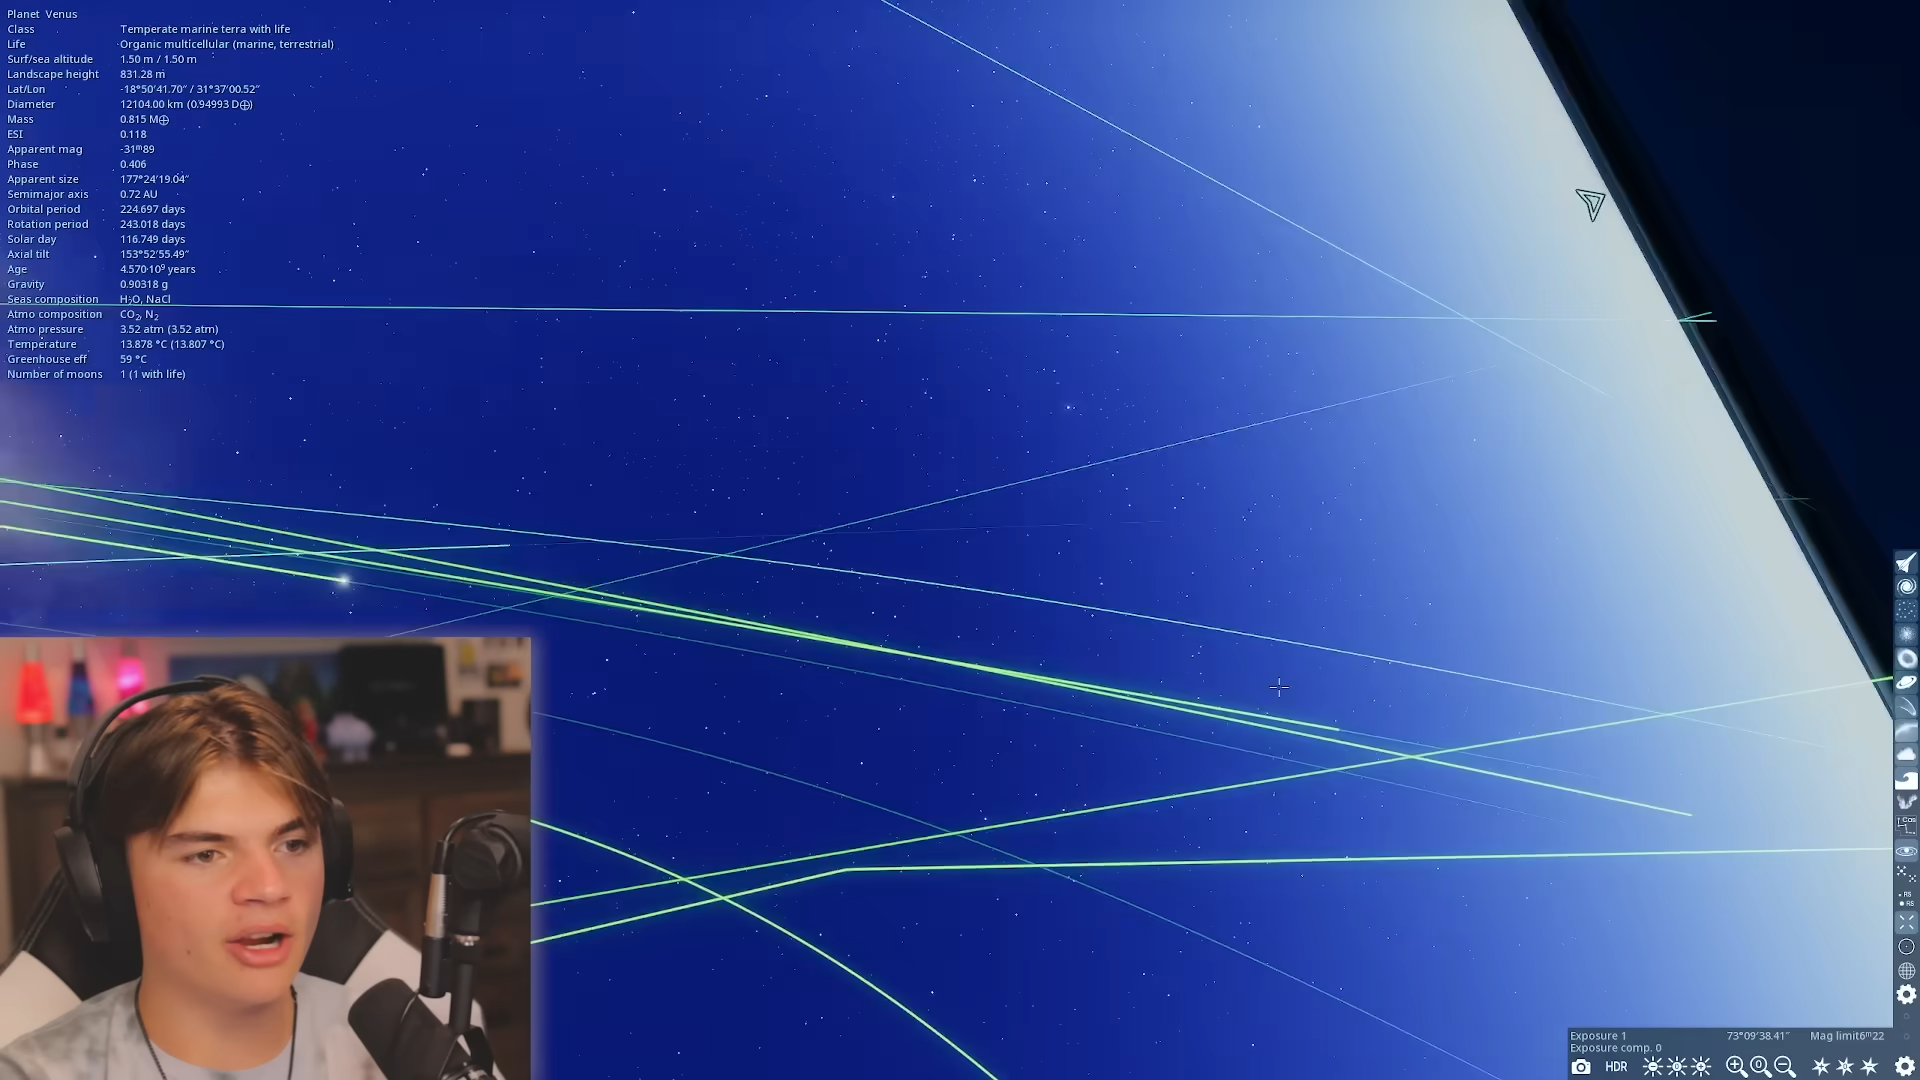 Planet Venus
Class Temperate marine terra with life
Life Organic multicellular (marine, terrestrial)
Surf/sea altitude 1.50 m / 1.50 m
Landscape height 831.28 m
Lat/Lon -18°50′41.70″ / 31°37′00.52″
Diameter 12104.00 km (0.94993 D⊕)
Mass 0.815 M⊕
ESI 0.118
Apparent mag -31ᵐ89
Phase 0.406
Apparent size 177°24′19.04″
Semimajor axis 0.72 AU
Orbital period 224.697 days
Rotation period 243.018 days
Solar day 116.749 days
Axial tilt 153°52′55.49″
Age 4.570·10⁹ years
Gravity 0.90318 g
Seas composition H₂O, NaCl
Atmo composition CO₂, N₂
Atmo pressure 3.52 atm (3.52 atm)
Temperature 13.878 °C (13.807 °C)
Greenhouse eff 59 °C
Number of moons 1 (1 with life)
RS
RS
Exposure 1 73°09′38.41″ Mag limit6ᵐ22
Exposure comp. 0
HDR